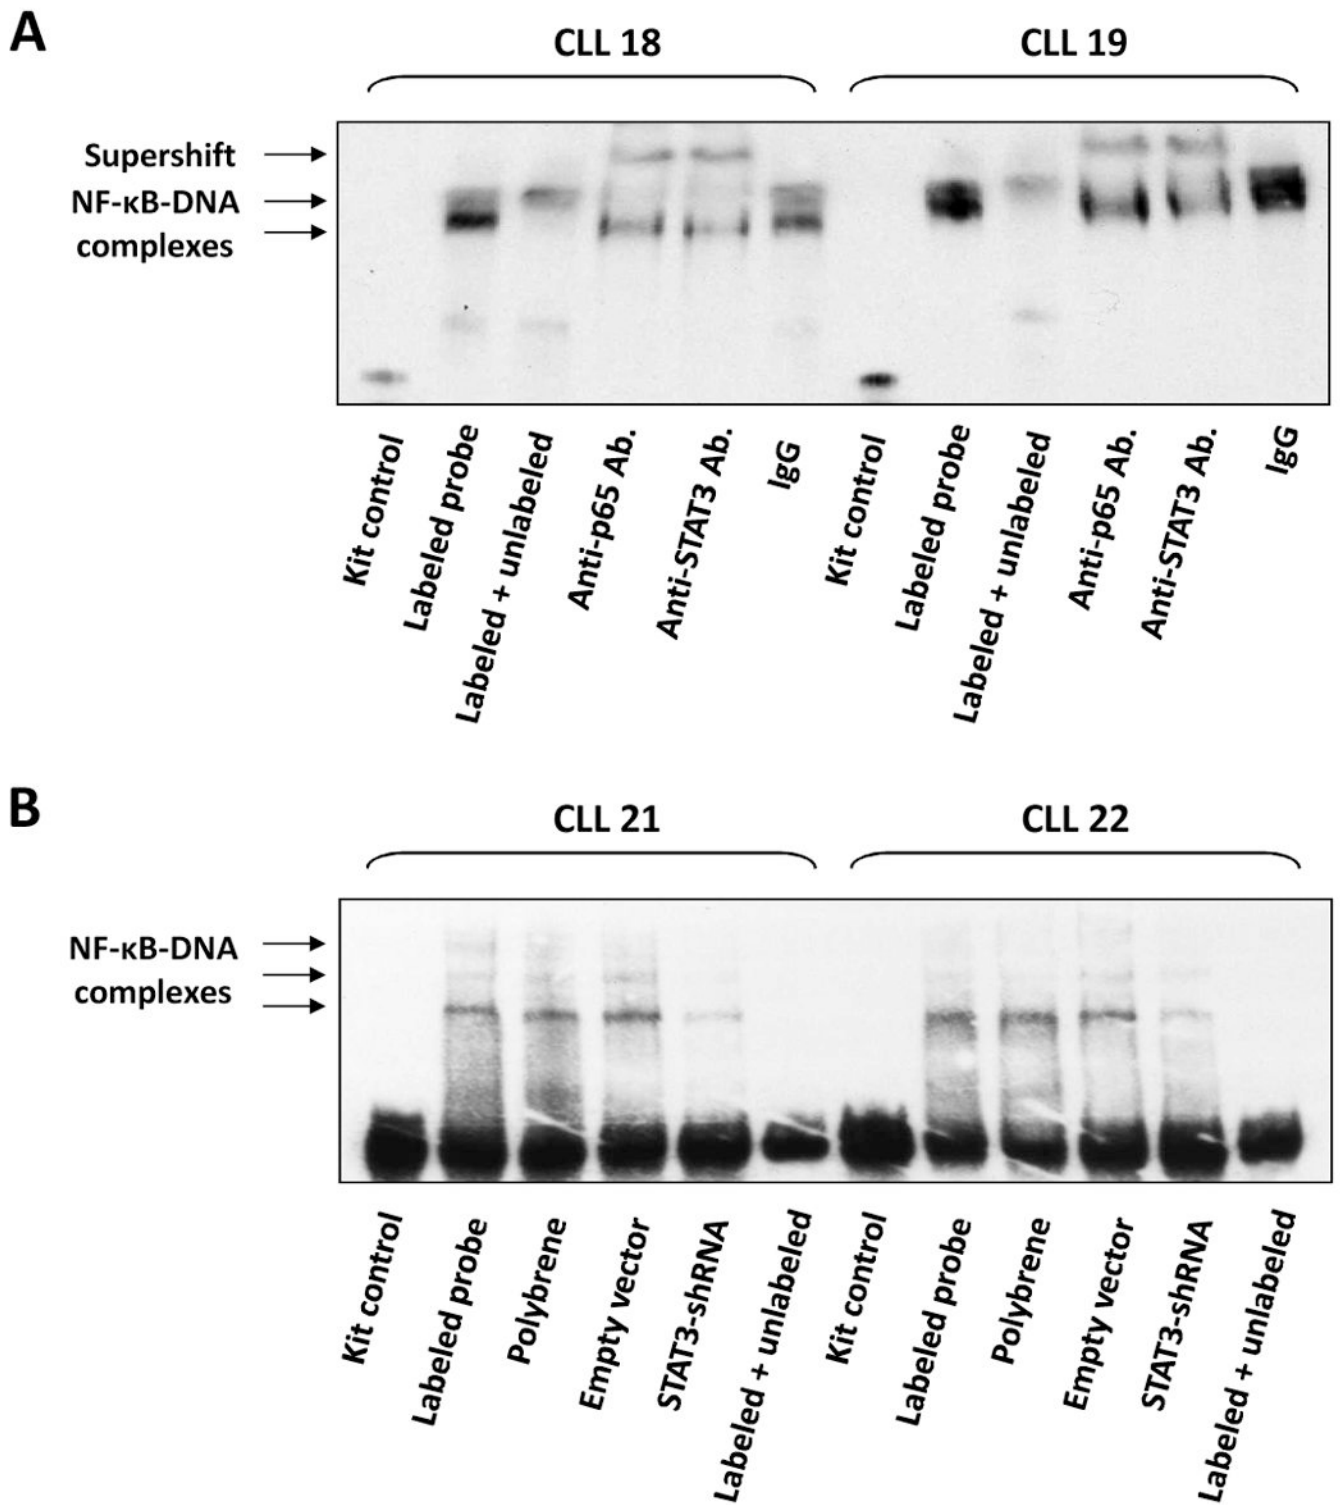 A
CLL 18
CLL 19
Supershift
NF-κB-DNA
complexes
Kit control
Labeled probe
Labeled + unlabeled
Anti-p65 Ab.
Anti-STAT3 Ab.
IgG
Kit control
Labeled probe
Labeled + unlabeled
Anti-p65 Ab.
Anti-STAT3 Ab.
IgG
B
CLL 21
CLL 22
NF-κB-DNA
complexes
Kit control
Labeled probe
Polybrene
Empty vector
STAT3-shRNA
Labeled + unlabeled
Kit control
Labeled probe
Polybrene
Empty vector
STAT3-shRNA
Labeled + unlabeled